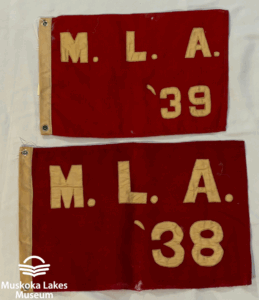 M. L. A.
'39
M. L. A.
'38
Muskoka Lakes
Museum